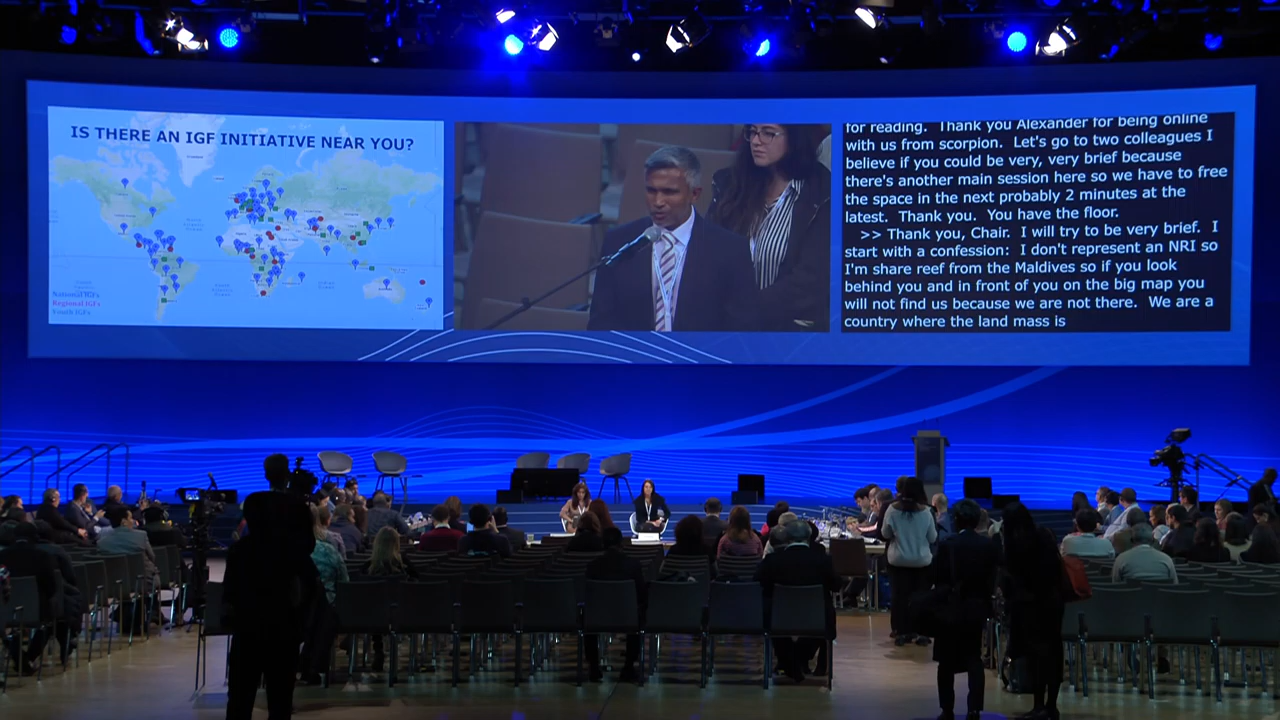 IS THERE AN IGF INITIATIVE NEAR YOU?
National IGFs
Regional IGFs
Youth IGFs
for reading. Thank you Alexander for being online
with us from scorpion. Let's go to two colleagues I
believe if you could be very, very brief because
there's another main session here so we have to free
the space in the next probably 2 minutes at the
latest. Thank you. You have the floor.
>> Thank you, Chair. I will try to be very brief. I
start with a confession: I don't represent an NRI so
I'm share reef from the Maldives so if you look
behind you and in front of you on the big map you
will not find us because we are not there. We are a
country where the land mass is